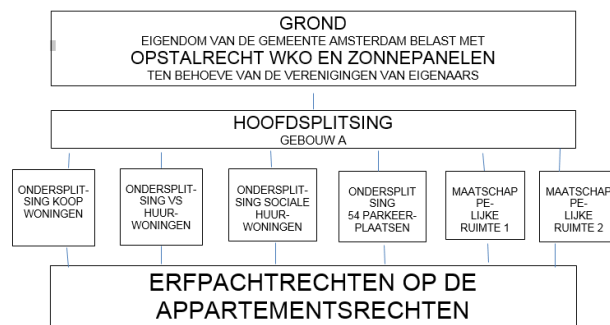 GROND
EIGENDOM VAN DE GEMEENTE AMSTERDAM BELAST MET
OPSTALRECHT WKO EN ZONNEPANELEN
TEN BEHOEVE VAN DE VERENIGINGEN VAN EIGENAARS
HOOFDSPLITSING
GEBOUW A
ONDERSPLIT-
SING KOOP
WONINGEN
ONDERSPLIT-
SING VS
HUUR-
WONINGEN
ONDERSPLIT-
SING SOCIALE
HUUR-
WONINGEN
ONDERSPLIT
SING
54 PARKEER-
PLAATSEN
MAATSCHAP
PE-
LIJKE
RUIMTE 1
MAATSCHAP
PE-
LIJKE
RUIMTE 2
ERFPACHTRECHTEN OP DE
APPARTEMENTSRECHTEN